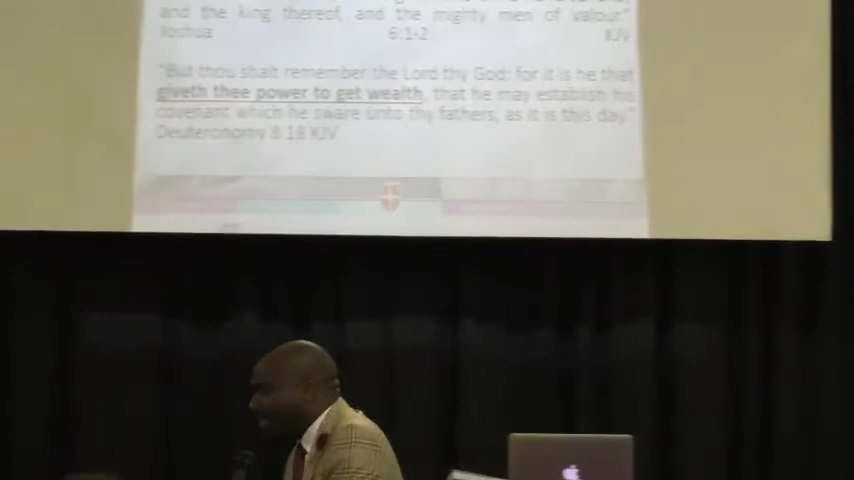 and the king thereof, and the mighty men of valour."
Joshua 6:1-2 KJV
"But thou shalt remember the Lord thy God: for it is he that
giveth thee power to get wealth, that he may establish his
covenant which he sware unto thy fathers, as it is this day."
Deuteronomy 8:18 KJV